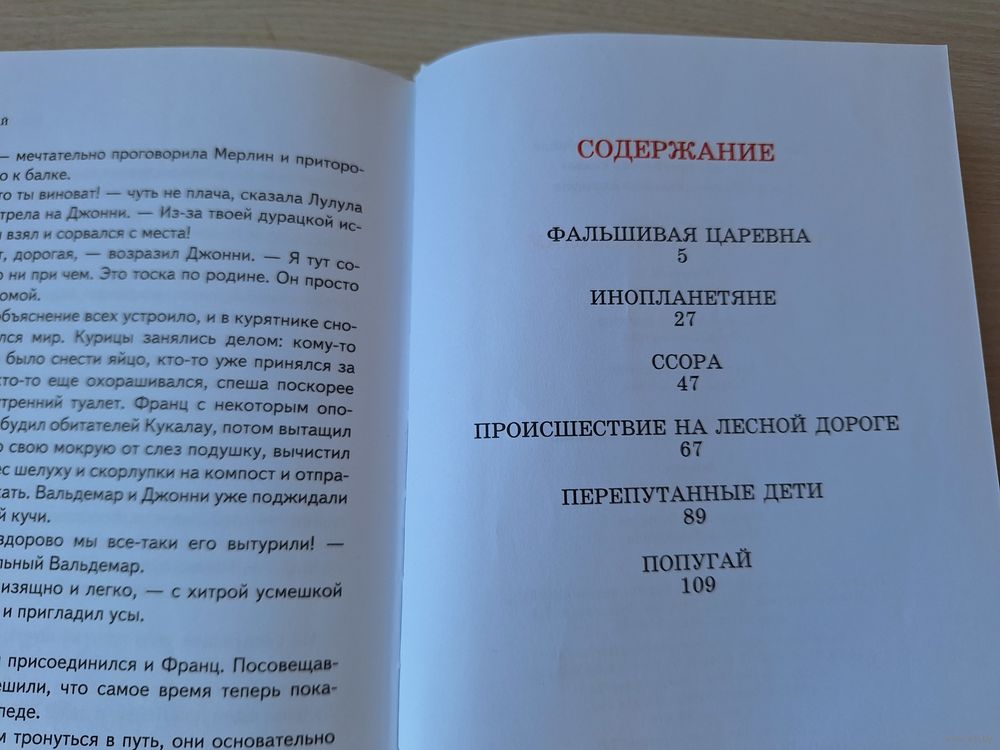 й
— мечтательно проговорила Мерлин и приторо-
о к балке.
то ты виноват! — чуть не плача, сказала Лулула
трела на Джонни. — Из-за твоей дурацкой ис-
и взял и сорвался с места!
т, дорогая, — возразил Джонни. — Я тут со-
о ни при чем. Это тоска по родине. Он просто
омой.
объяснение всех устроило, и в курятнике сно-
лся мир. Курицы занялись делом: кому-то
было снести яйцо, кто-то уже принялся за
кто-то еще охорашивался, спеша поскорее
тренний туалет. Франц с некоторым опо-
будил обитателей Кукалау, потом вытащил
свою мокрую от слез подушку, вычистил
ес шелуху и скорлупки на компост и отпра-
кать. Вальдемар и Джонни уже поджидали
й кучи.
здорово мы все-таки его вытурили! —
льный Вальдемар.
изящно и легко, — с хитрой усмешкой
и пригладил усы.
присоединился и Франц. Посовещав-
ешили, что самое время теперь пока-
леде.
м тронуться в путь, они основательно
СОДЕРЖАНИЕ
ФАЛЬШИВАЯ ЦАРЕВНА
5
ИНОПЛАНЕТЯНЕ
27
ССОРА
47
ПРОИСШЕСТВИЕ НА ЛЕСНОЙ ДОРОГЕ
67
ПЕРЕПУТАННЫЕ ДЕТИ
89
ПОПУГАЙ
109